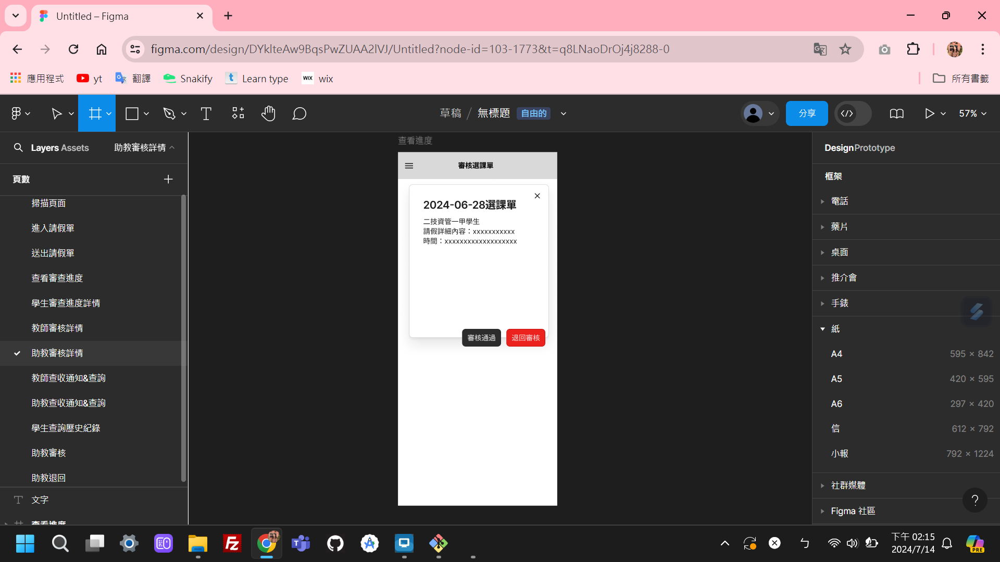 Untitled – Figma
figma.com/design/DYklteAw9BqsPwZUAA2lVJ/Untitled?node-id=103-1773&t=q8LNaoDrOj4j8288-0
應用程式
yt
翻譯
Snakify
Learn type
WIX
wix
所有書籤
草稿 / 無標題
自由的
分享
57%
Layers
Assets
助教審核詳情
頁數
掃描頁面
進入請假單
送出請假單
查看審查進度
學生審查進度詳情
教師審核詳情
助教審核詳情
教師查收通知&查詢
助教查收通知&查詢
學生查詢歷史紀錄
助教審核
助教退回
文字
查看進度
查看進度
審核選課單
2024-06-28選課單
二技資管一甲學生
請假詳細內容：xxxxxxxxxxx
時間：xxxxxxxxxxxxxxxxxxx
審核通過
退回審核
Design
Prototype
框架
電話
藥片
桌面
推介會
手錶
紙
A4 595 × 842
A5 420 × 595
A6 297 × 420
信 612 × 792
小報 792 × 1224
社群媒體
?
Figma 社區
下午 02:15
2024/7/14
PRE